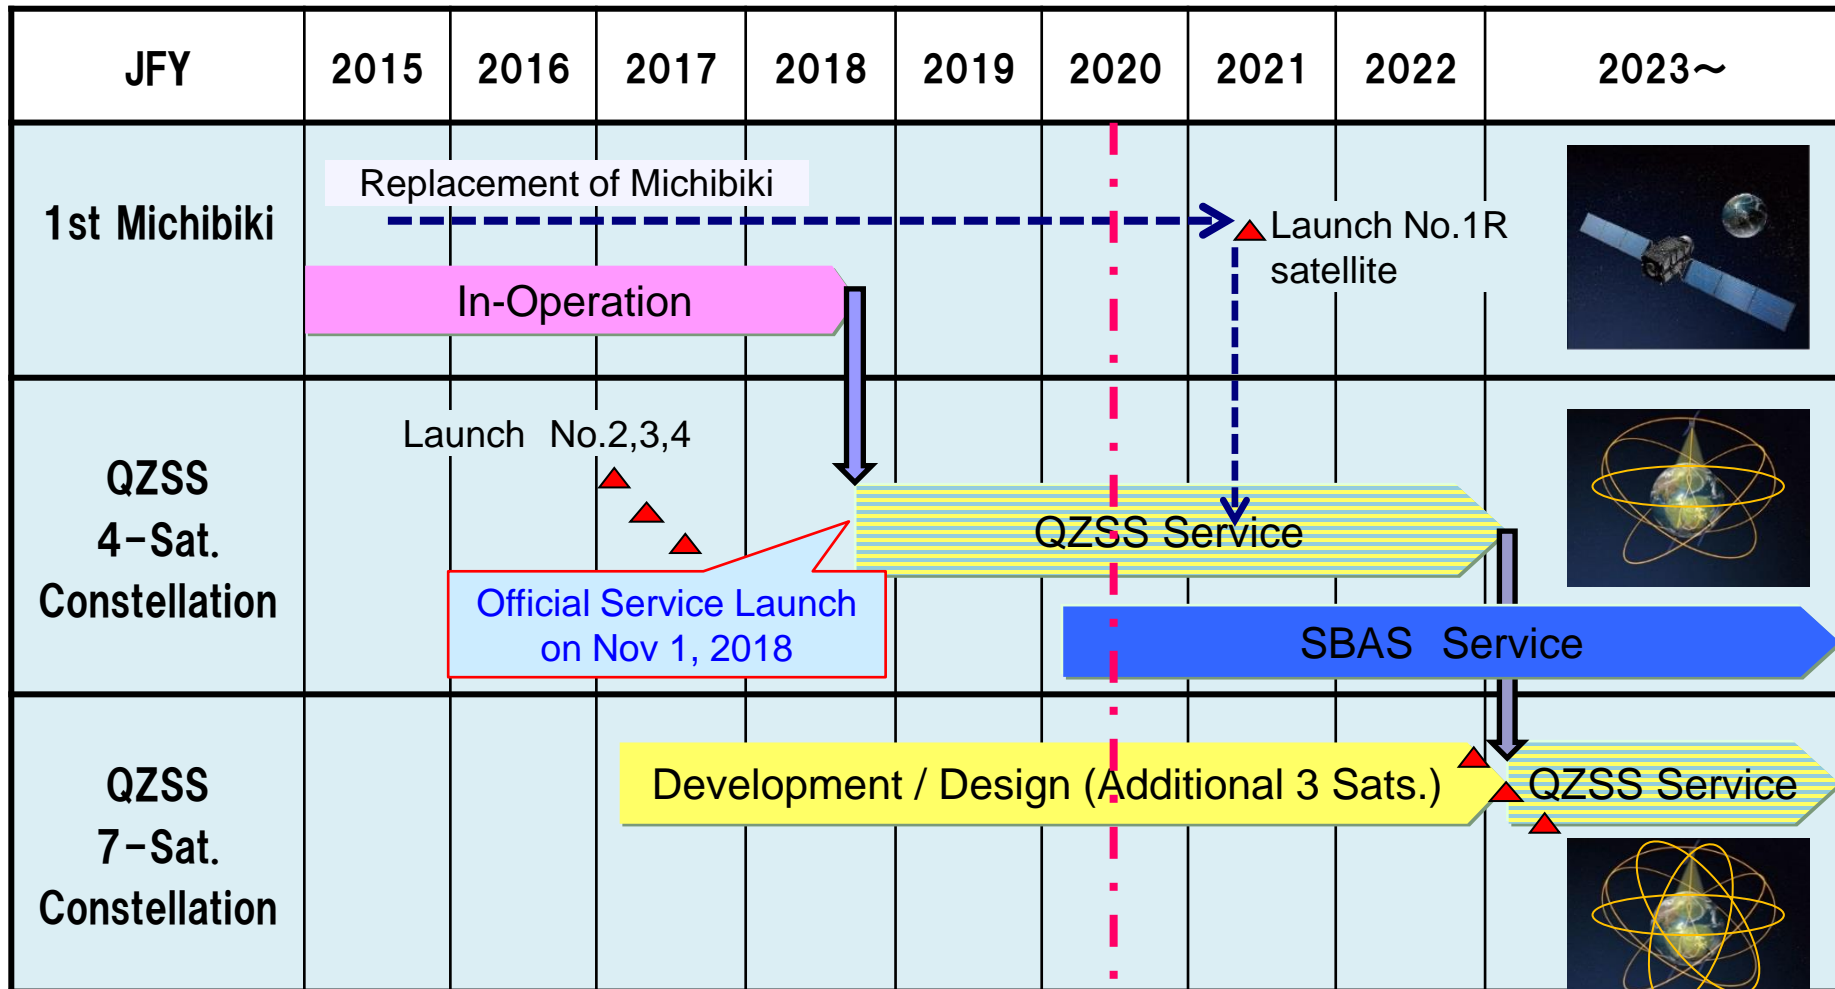 JFY 2015 2016 2017 2018 2019 2020 2021 2022 2023~
1st Michibiki
Replacement of Michibiki
Launch No.1R
satellite
In-Operation
QZSS
4-Sat.
Constellation
Launch No.2,3,4
QZSS Service
Official Service Launch
on Nov 1, 2018
SBAS Service
QZSS
7-Sat.
Constellation
Development / Design (Additional 3 Sats.)
QZSS Service